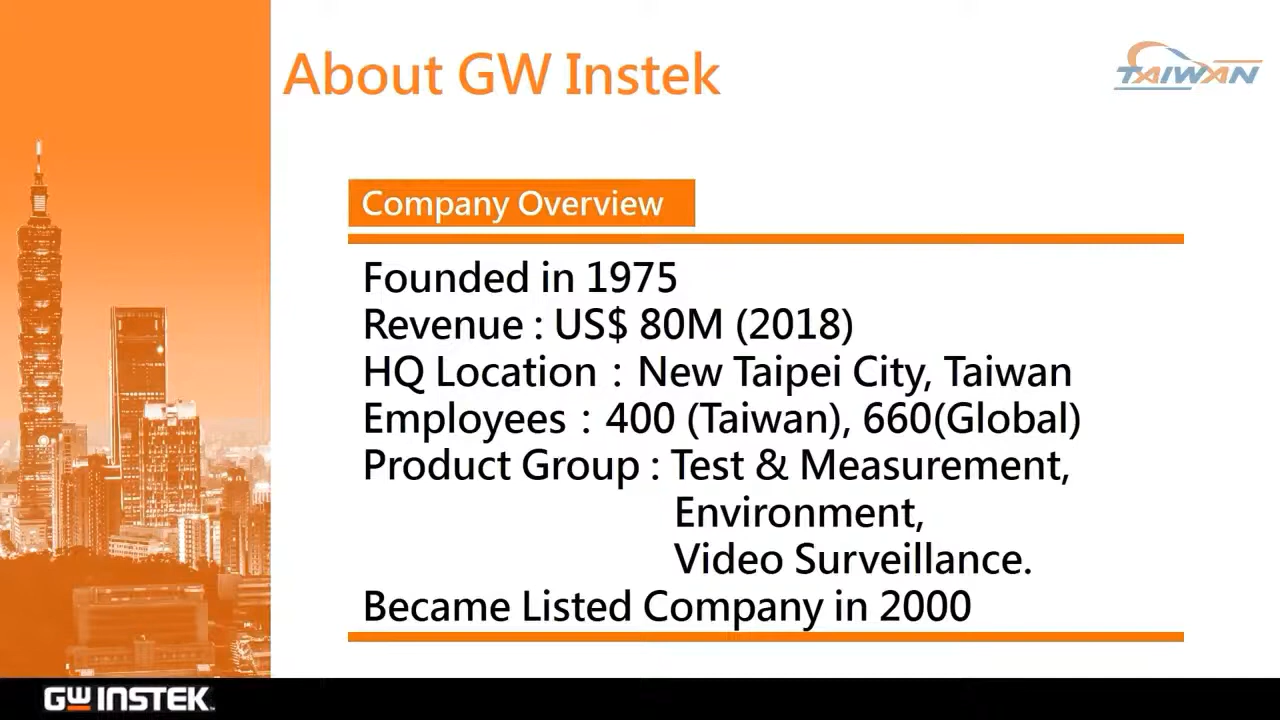 About GW Instek
TAIWAN
Company Overview
Founded in 1975
Revenue : US$ 80M (2018)
HQ Location : New Taipei City, Taiwan
Employees : 400 (Taiwan), 660(Global)
Product Group : Test & Measurement,
Environment,
Video Surveillance.
Became Listed Company in 2000
GW INSTEK